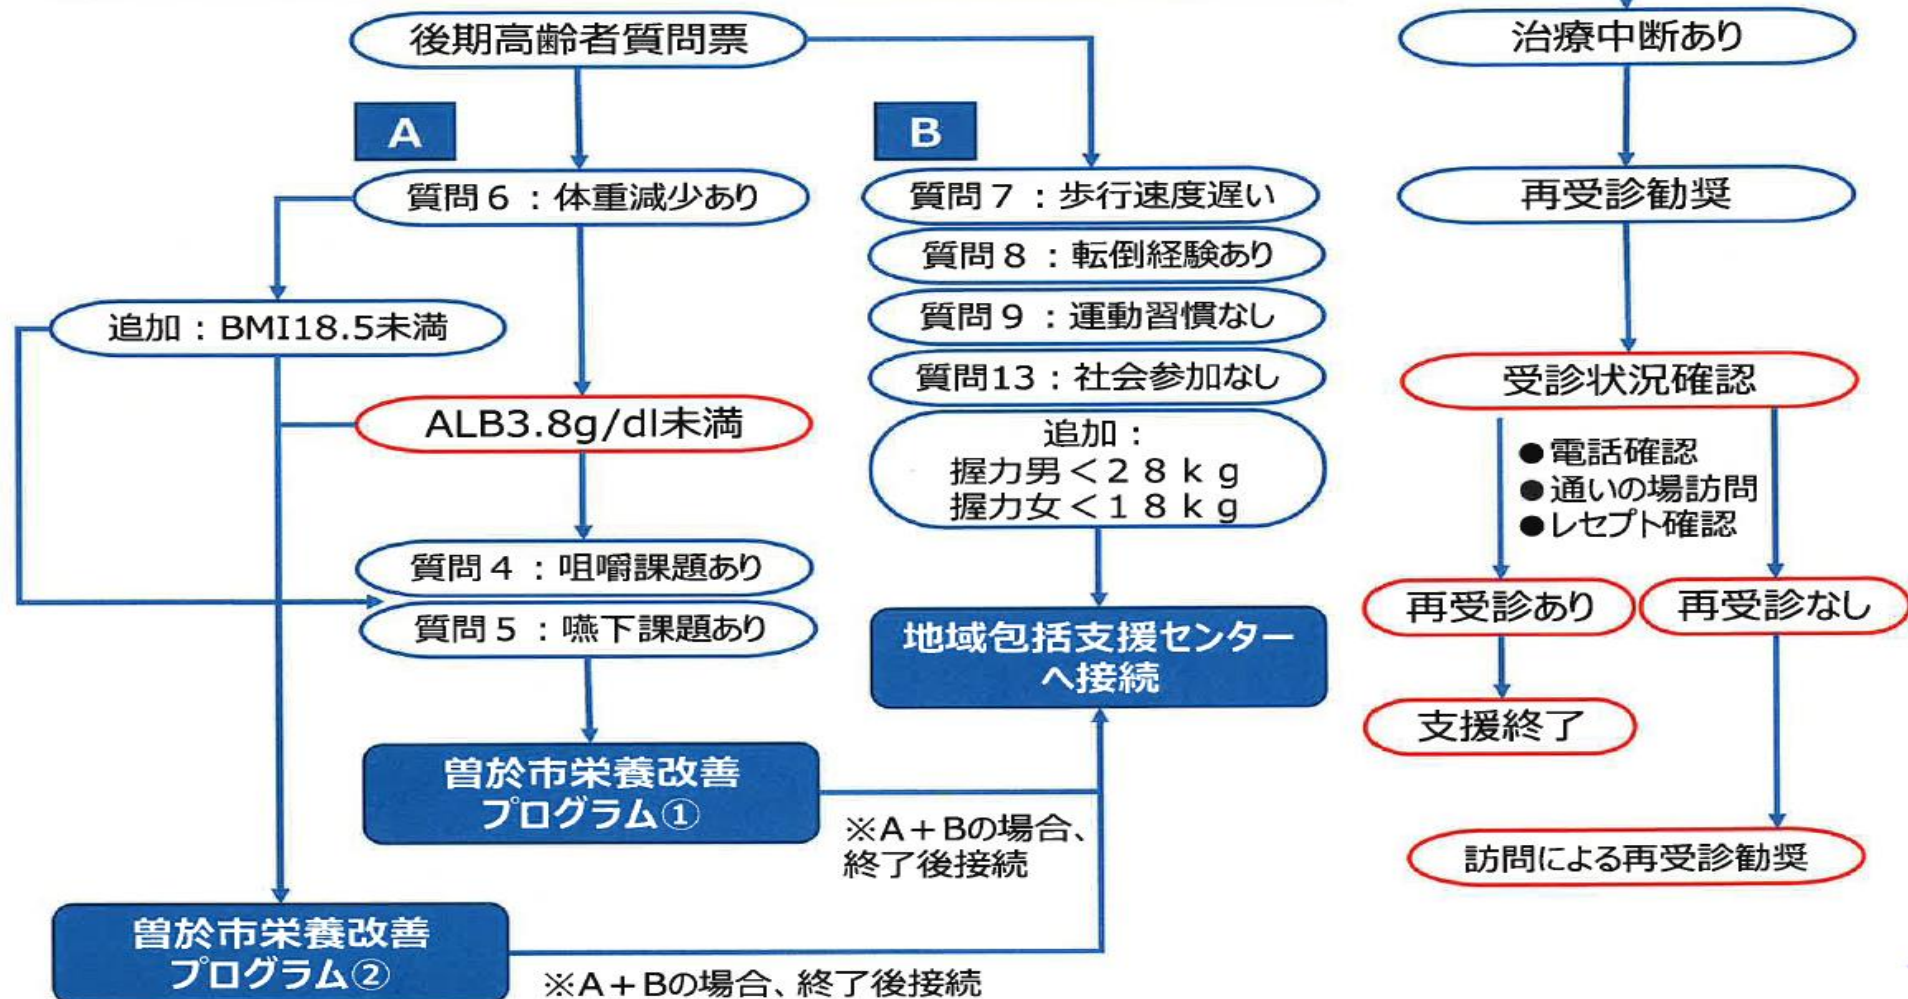 後期高齢者質問票
A
質問６：体重減少あり
追加：BMI18.5未満
ALB3.8g/dl未満
質問４：咀嚼課題あり
質問５：嚥下課題あり
曽於市栄養改善
プログラム①
※A＋Bの場合、
終了後接続
曽於市栄養改善
プログラム②
※A＋Bの場合、終了後接続
B
質問７：歩行速度遅い
質問８：転倒経験あり
質問９：運動習慣なし
質問13：社会参加なし
追加：
握力男＜２８ｋｇ
握力女＜１８ｋｇ
地域包括支援センター
へ接続
治療中断あり
再受診勧奨
受診状況確認
●電話確認
●通いの場訪問
●レセプト確認
再受診あり
再受診なし
支援終了
訪問による再受診勧奨